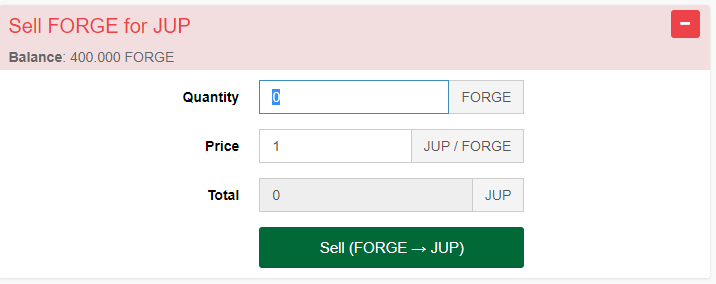 Sell FORGE for JUP
Balance: 400.000 FORGE
Quantity 0 FORGE
Price 1 JUP / FORGE
Total 0 JUP
Sell (FORGE → JUP)